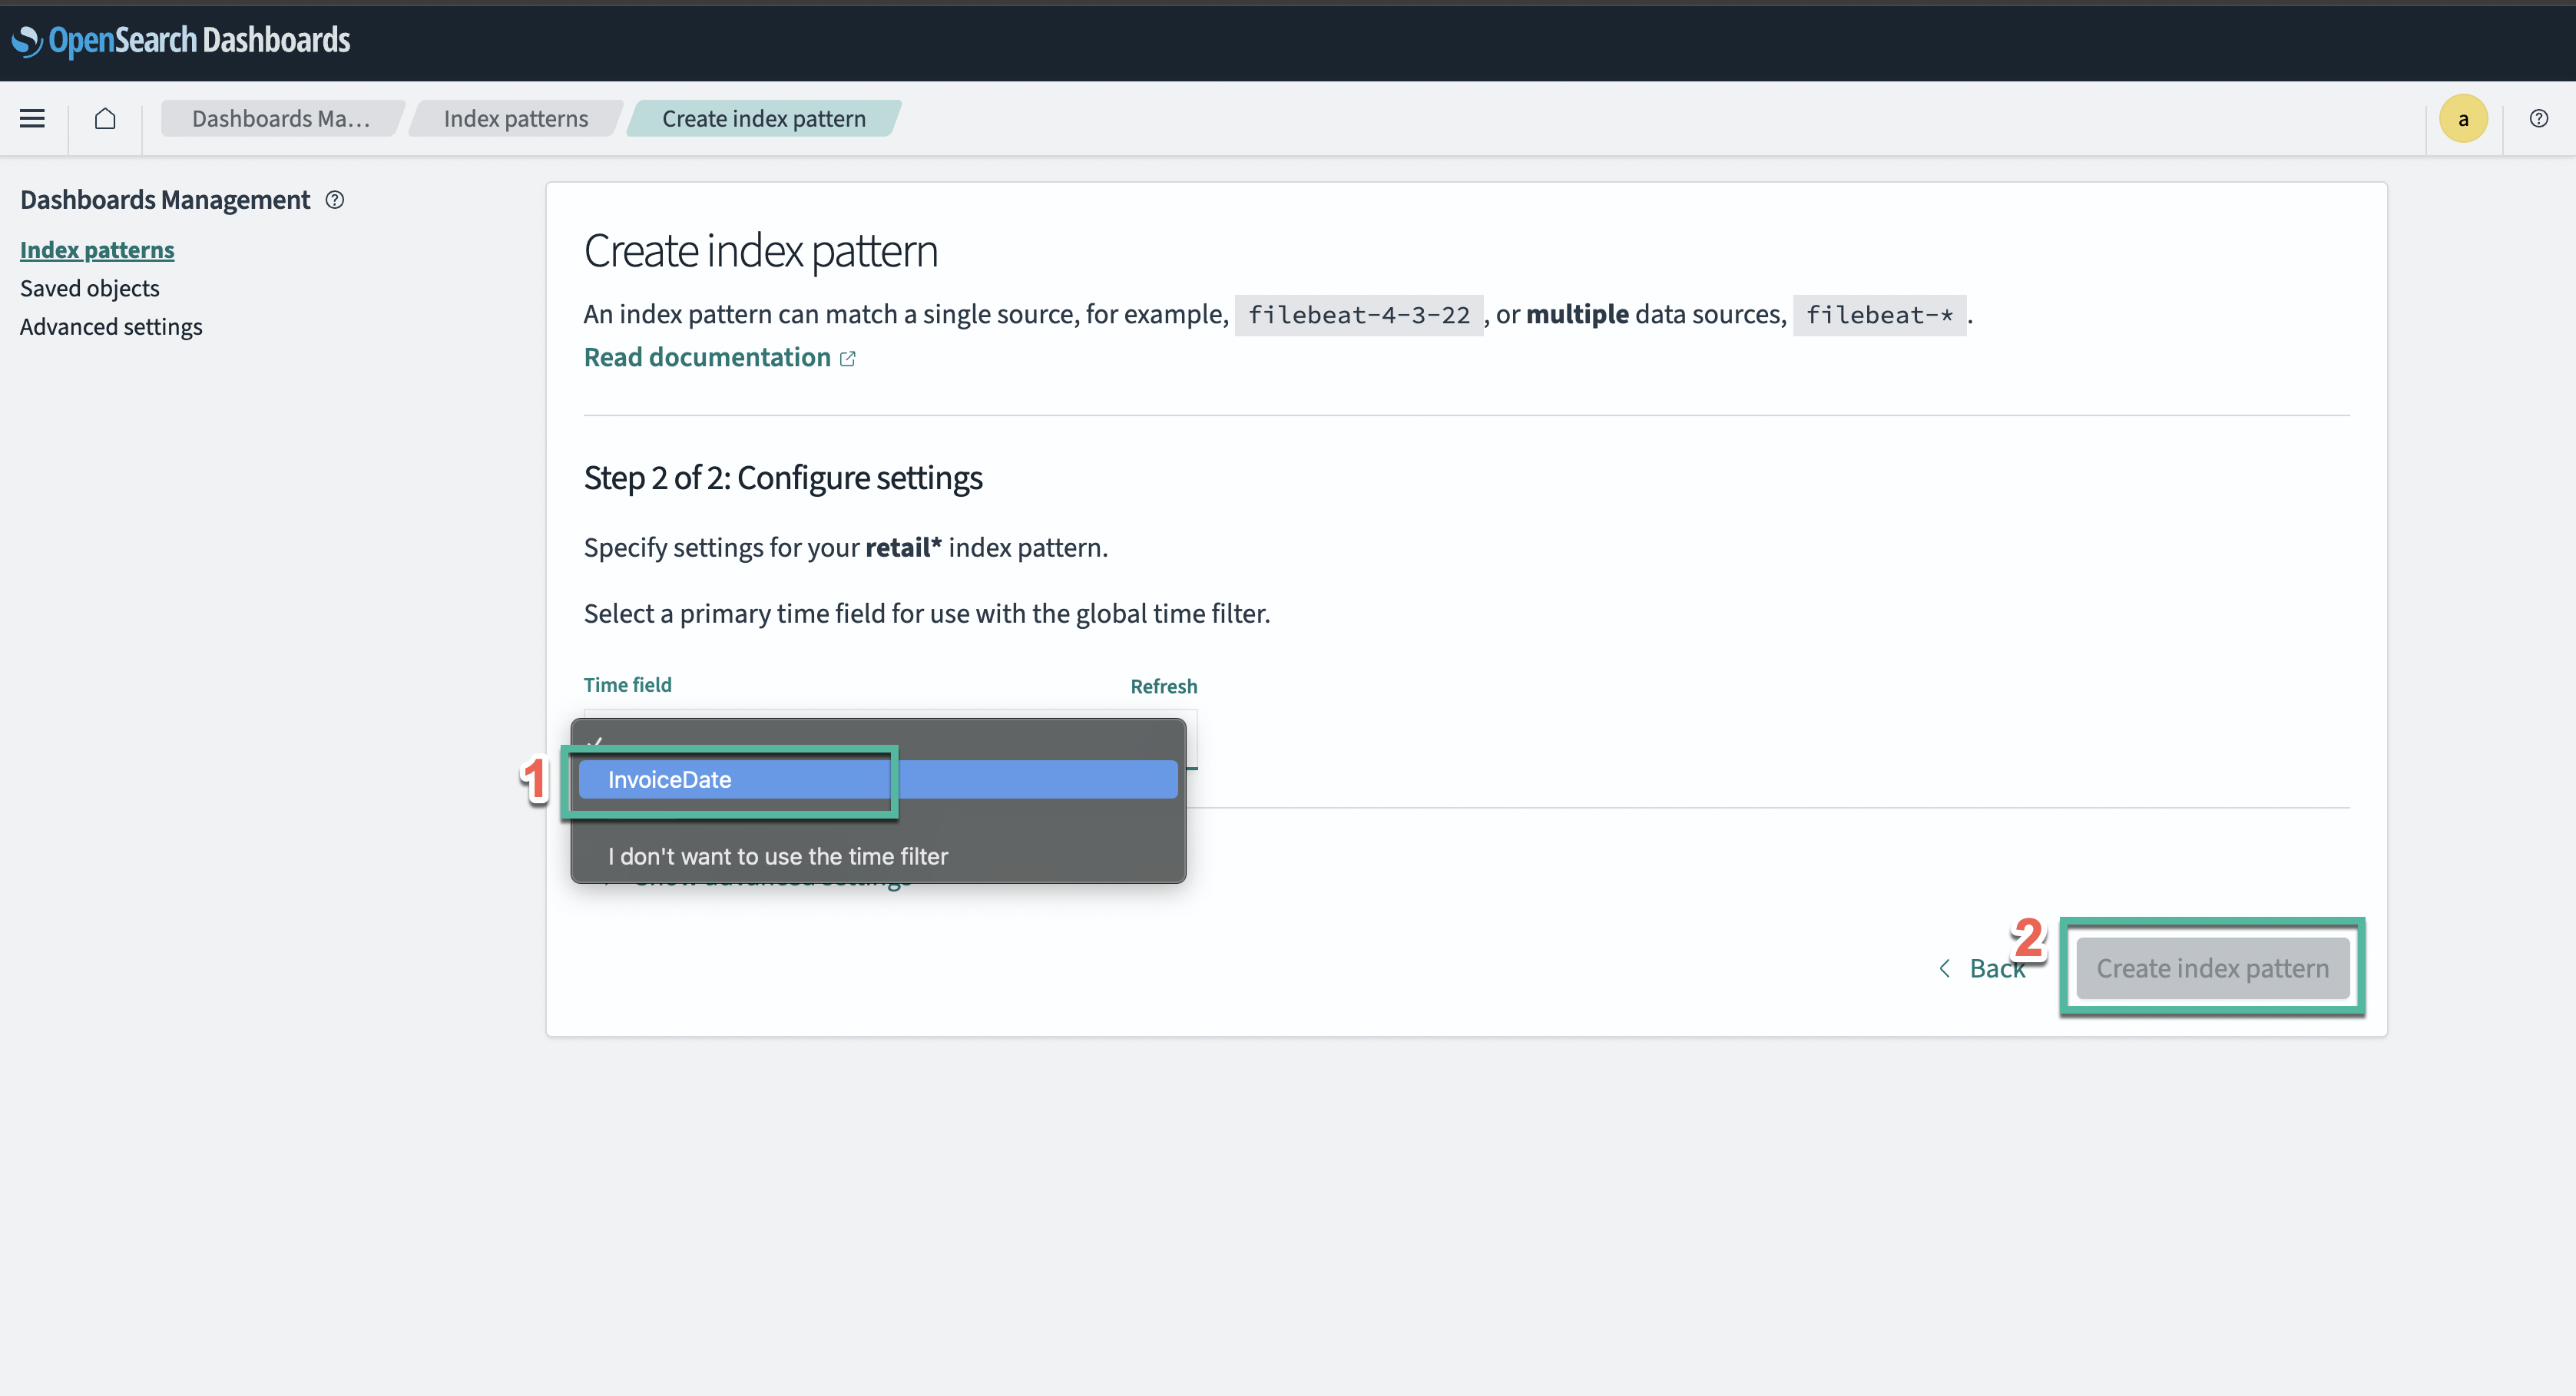 OpenSearch Dashboards
Dashboards Ma...
Index patterns
Create index pattern
a
Dashboards Management
Index patterns
Saved objects
Advanced settings
Create index pattern
An index pattern can match a single source, for example, filebeat-4-3-22 , or multiple data sources, filebeat-* .
Read documentation
Step 2 of 2: Configure settings
Specify settings for your retail* index pattern.
Select a primary time field for use with the global time filter.
Time field
Refresh
1
InvoiceDate
I don't want to use the time filter
Show advanced settings
2
Back
Create index pattern